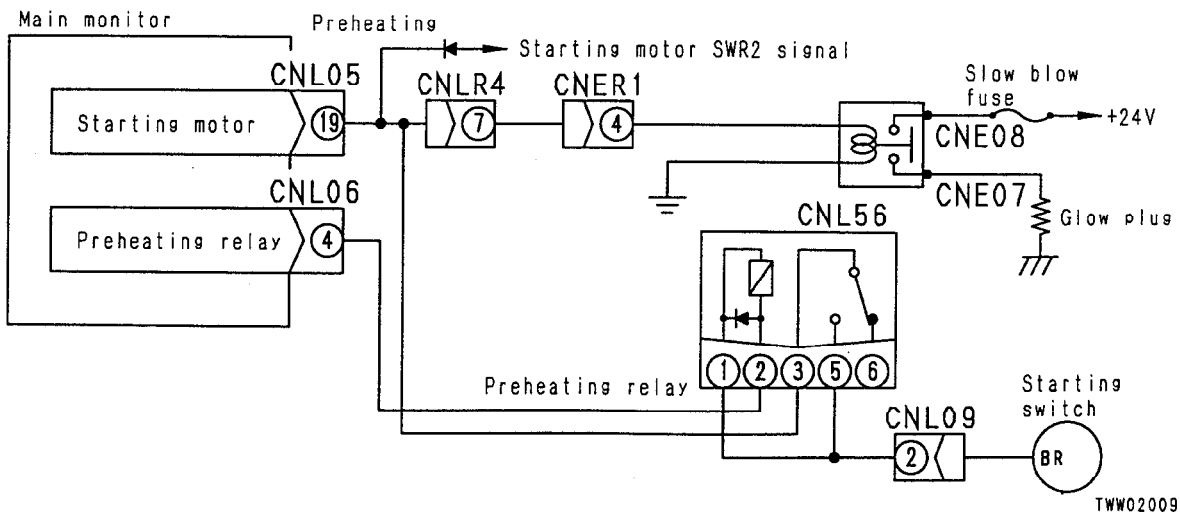 Main monitor
Preheating
Starting motor SWR2 signal
CNL05
CNLR4
CNER1
Slow blow
fuse
+24V
Starting motor
19
7
4
CNE08
CNL06
CNE07
Preheating relay
4
CNL56
Glow plug
1 2 3 5 6
Preheating relay
Starting
switch
CNL09
2
BR
TWW02009